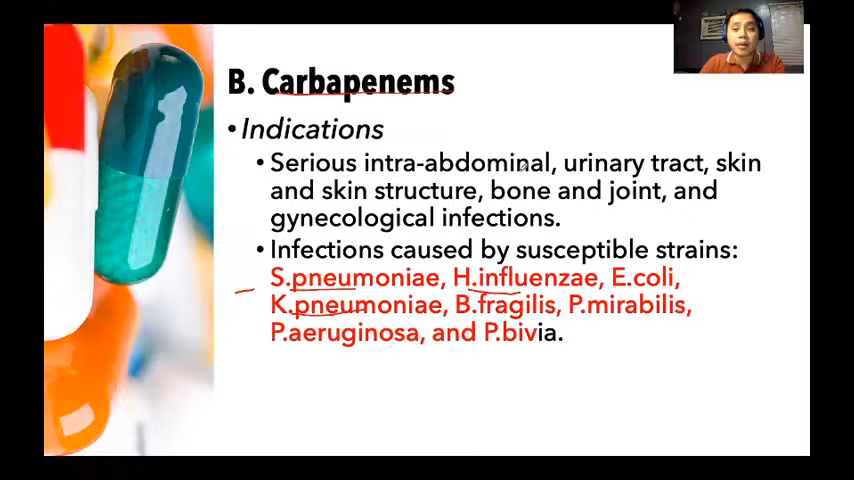 B. Carbapenems
• Indications
• Serious intra-abdominal, urinary tract, skin
and skin structure, bone and joint, and
gynecological infections.
• Infections caused by susceptible strains:
S.pneumoniae, H.influenzae, E.coli,
K.pneumoniae, B.fragilis, P.mirabilis,
P.aeruginosa, and P.bivia.